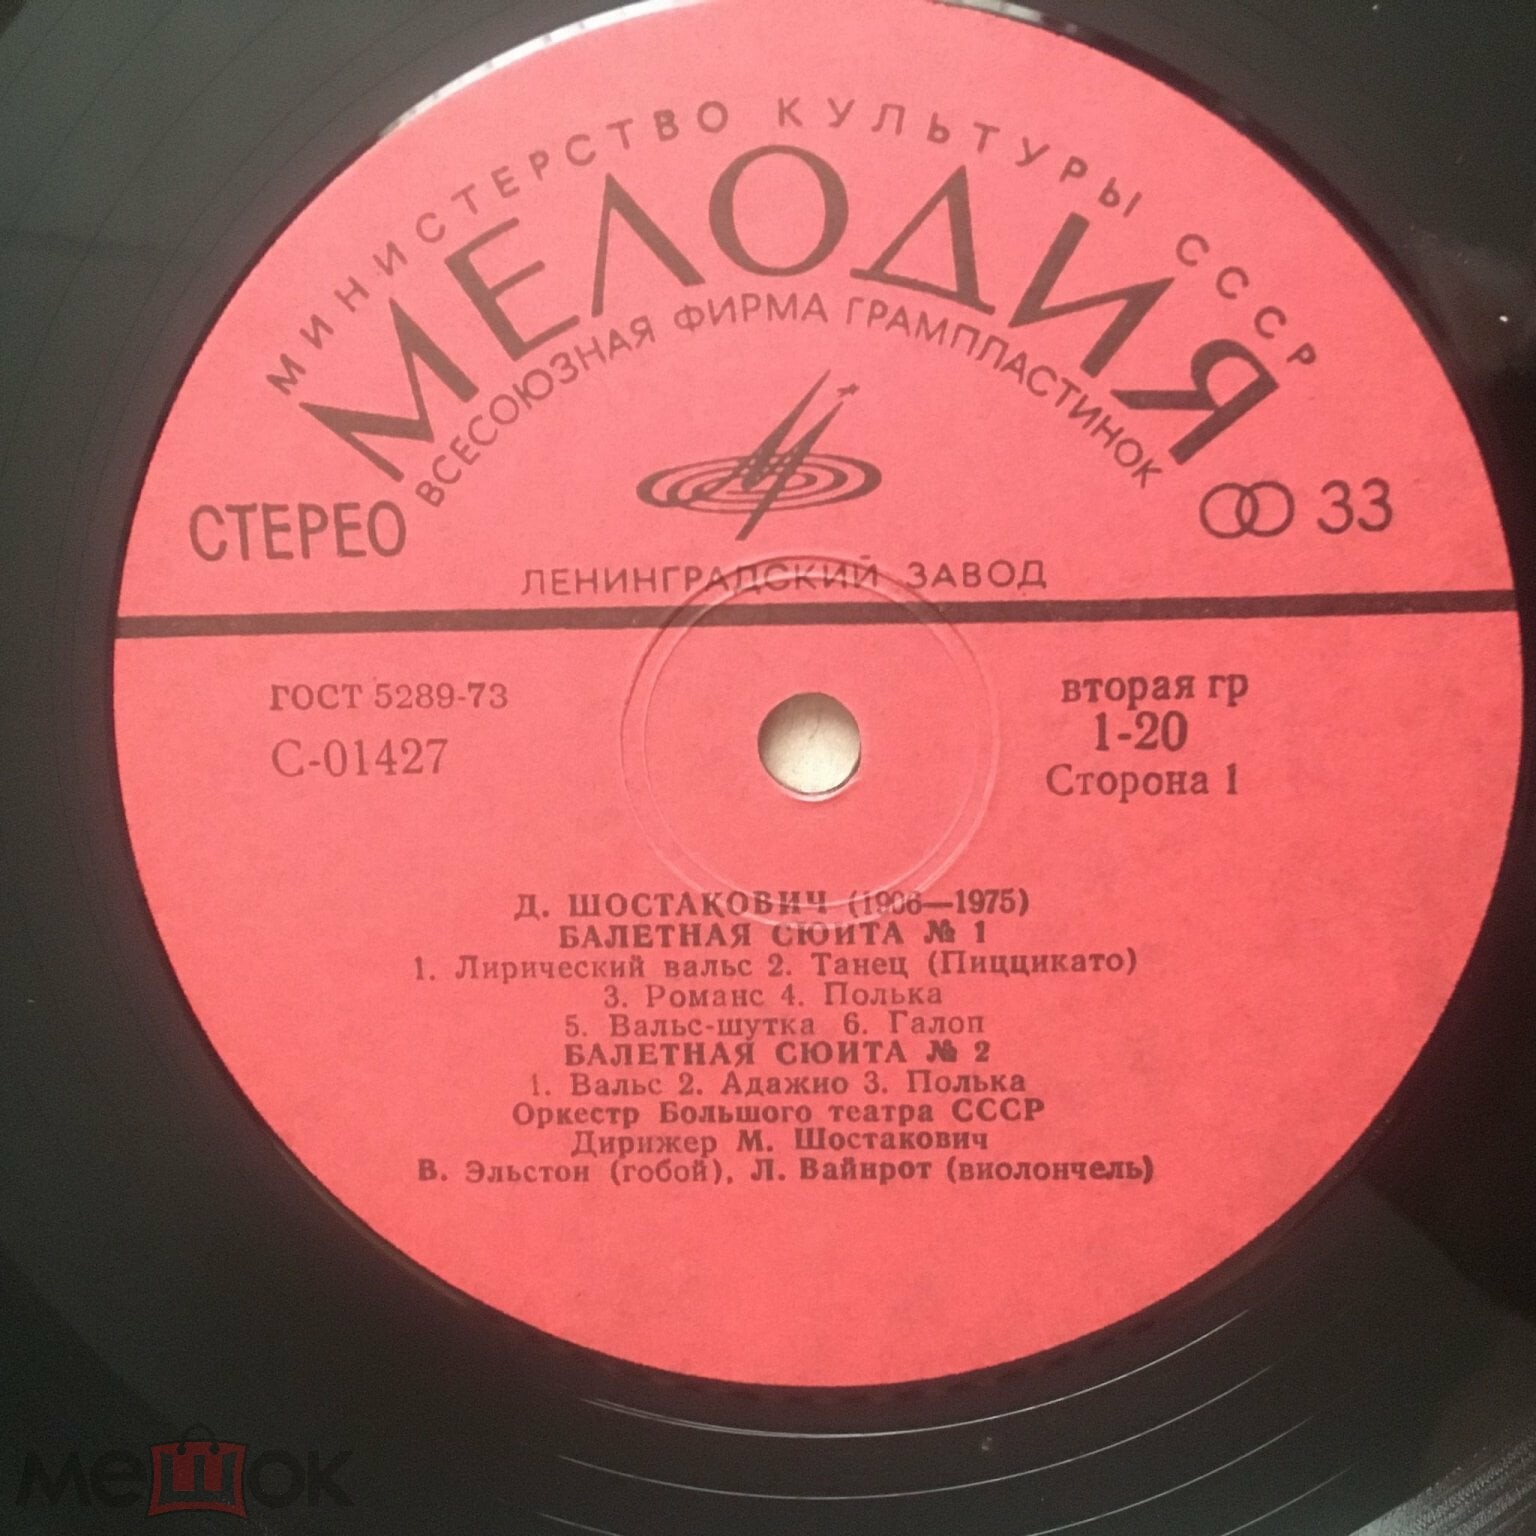 МИНИСТЕРСТВО КУЛЬТУРЫ СССР
МЕЛОДИЯ
ВСЕСОЮЗНАЯ ФИРМА ГРАМПЛАСТИНОК
СТЕРЕО
33
ЛЕНИНГРАДСКИЙ ЗАВОД
ГОСТ 5289-73
С-01427
вторая гр
1-20
Сторона 1
Д. ШОСТАКОВИЧ (1906—1975)
БАЛЕТНАЯ СЮИТА № 1
1. Лирический вальс 2. Танец (Пиццикато)
3. Романс 4. Полька
5. Вальс-шутка 6. Галоп
БАЛЕТНАЯ СЮИТА № 2
1. Вальс 2. Адажио 3. Полька
Оркестр Большого театра СССР
Дирижер М. Шостакович
В. Эльстон (гобой), Л. Вайнрот (виолончель)
мешок